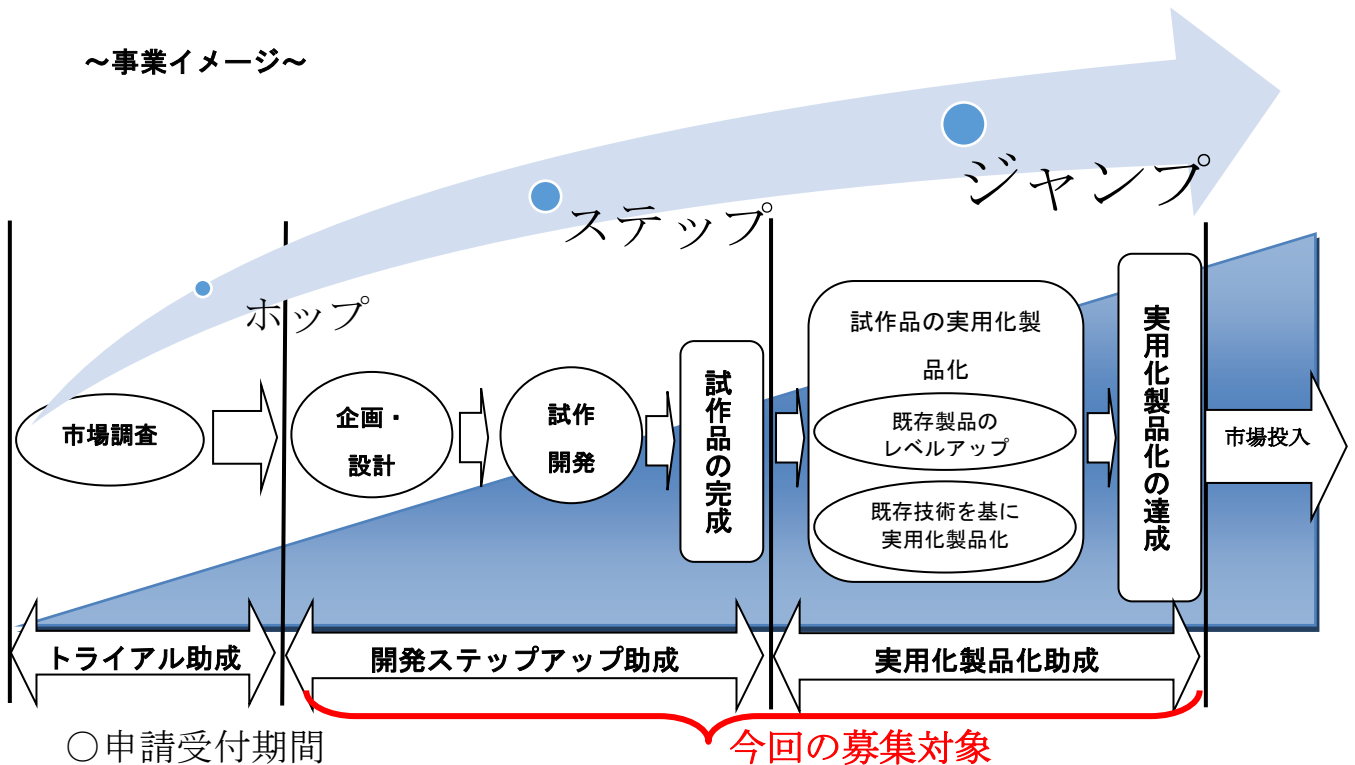 ~事業イメージ~
ホップ
ステップ
ジャンプ
市場調査
企画・
設計
試作
開発
試作品の完成
試作品の実用化製
品化
既存製品の
レベルアップ
既存技術を基に
実用化製品化
実用化製品化の達成
市場投入
トライアル助成
開発ステップアップ助成
実用化製品化助成
○申請受付期間
今回の募集対象